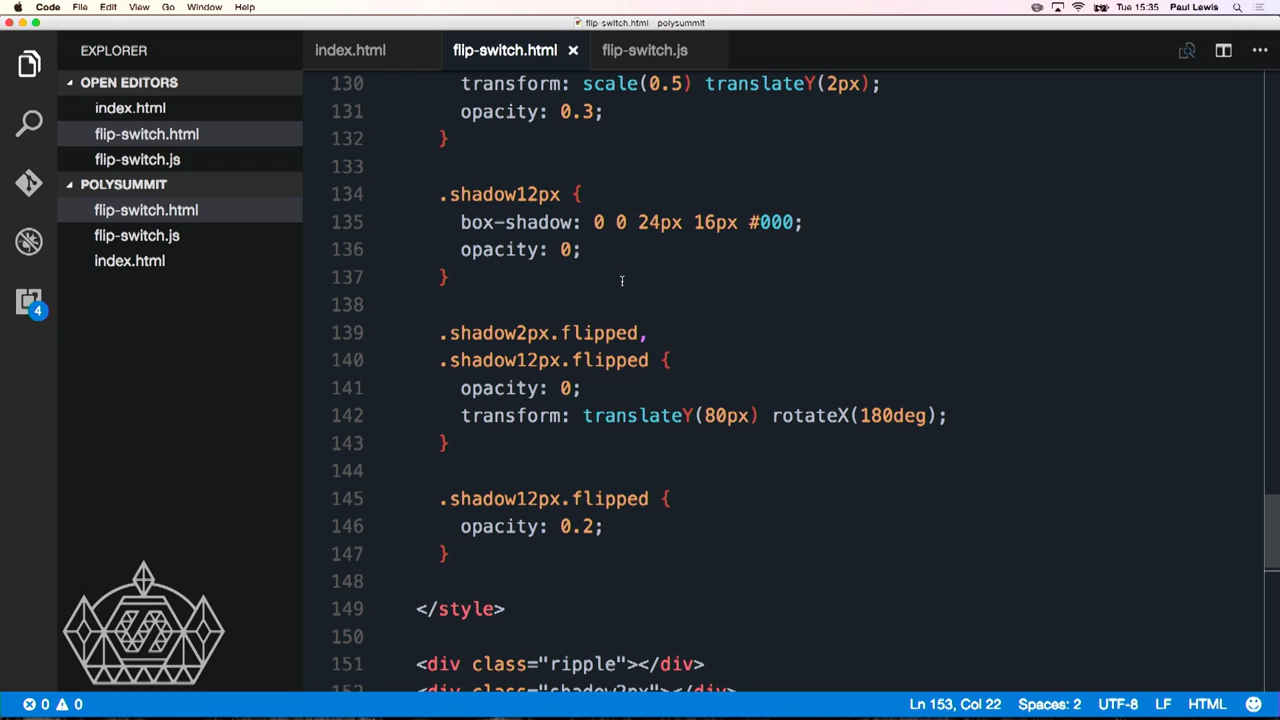 Code File Edit View Go Window Help
Tue 15:35 Paul Lewis
flip-switch.html - polysummit
EXPLORER
index.html
flip-switch.html ×
flip-switch.js
OPEN EDITORS
index.html
flip-switch.html
flip-switch.js
POLYSUMMIT
flip-switch.html
flip-switch.js
index.html
4
130 transform: scale(0.5) translateY(2px);
131 opacity: 0.3;
132 }
133
134 .shadow12px {
135 box-shadow: 0 0 24px 16px #000;
136 opacity: 0;
137 }
138
139 .shadow2px.flipped,
140 .shadow12px.flipped {
141 opacity: 0;
142 transform: translateY(80px) rotateX(180deg);
143 }
144
145 .shadow12px.flipped {
146 opacity: 0.2;
147 }
148
149 </style>
150
151 <div class="ripple"></div>
152 <div class="shadow2px"></div>
0 0
Ln 153, Col 22 Spaces: 2 UTF-8 LF HTML